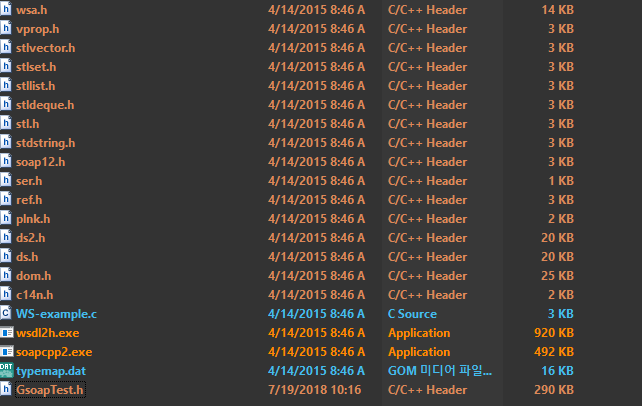 wsa.h 4/14/2015 8:46 A C/C++ Header 14 KB
vprop.h 4/14/2015 8:46 A C/C++ Header 3 KB
stlvector.h 4/14/2015 8:46 A C/C++ Header 3 KB
stlset.h 4/14/2015 8:46 A C/C++ Header 3 KB
stllist.h 4/14/2015 8:46 A C/C++ Header 3 KB
stldeque.h 4/14/2015 8:46 A C/C++ Header 3 KB
stl.h 4/14/2015 8:46 A C/C++ Header 3 KB
stdstring.h 4/14/2015 8:46 A C/C++ Header 3 KB
soap12.h 4/14/2015 8:46 A C/C++ Header 3 KB
ser.h 4/14/2015 8:46 A C/C++ Header 1 KB
ref.h 4/14/2015 8:46 A C/C++ Header 3 KB
plnk.h 4/14/2015 8:46 A C/C++ Header 2 KB
ds2.h 4/14/2015 8:46 A C/C++ Header 20 KB
ds.h 4/14/2015 8:46 A C/C++ Header 20 KB
dom.h 4/14/2015 8:46 A C/C++ Header 25 KB
c14n.h 4/14/2015 8:46 A C/C++ Header 2 KB
WS-example.c 4/14/2015 8:46 A C Source 3 KB
wsdl2h.exe 4/14/2015 8:46 A Application 920 KB
soapcpp2.exe 4/14/2015 8:46 A Application 492 KB
typemap.dat 4/14/2015 8:46 A GOM 미디어 파일... 16 KB
GsoapTest.h 7/19/2018 10:16 C/C++ Header 290 KB